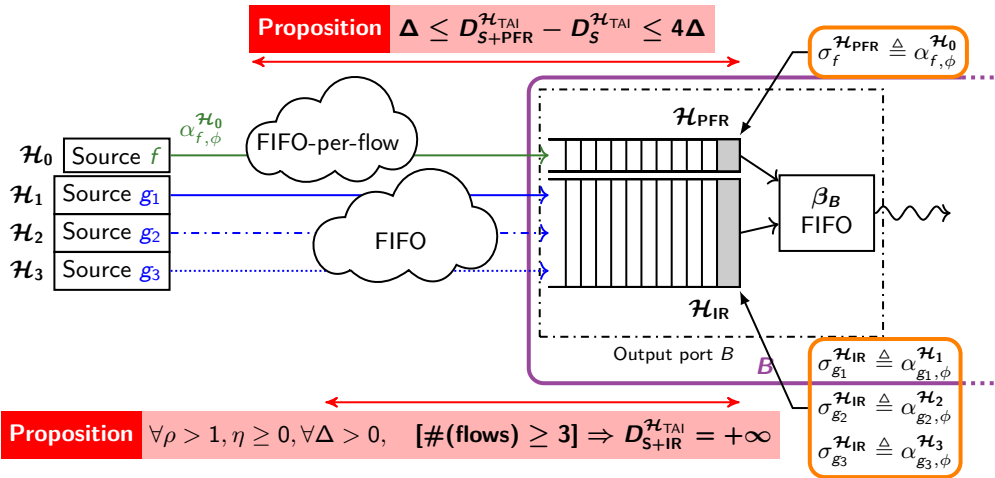 Proposition Δ ≤ D_{S+PFR}^{ℋ_TAI} − D_S^{ℋ_TAI} ≤ 4Δ
σ_f^{ℋ_PFR} ≜ α_{f,ϕ}^{ℋ_0}
α_{f,ϕ}^{ℋ_0}
FIFO-per-flow
ℋ_PFR
ℋ_0 Source f
ℋ_1 Source g_1
ℋ_2 Source g_2
ℋ_3 Source g_3
FIFO
β_B
FIFO
ℋ_IR
Output port B
B
σ_{g_1}^{ℋ_IR} ≜ α_{g_1,ϕ}^{ℋ_1}
σ_{g_2}^{ℋ_IR} ≜ α_{g_2,ϕ}^{ℋ_2}
σ_{g_3}^{ℋ_IR} ≜ α_{g_3,ϕ}^{ℋ_3}
Proposition ∀ρ > 1, η ≥ 0, ∀Δ > 0, [#(flows) ≥ 3] ⇒ D_{S+IR}^{ℋ_TAI} = +∞